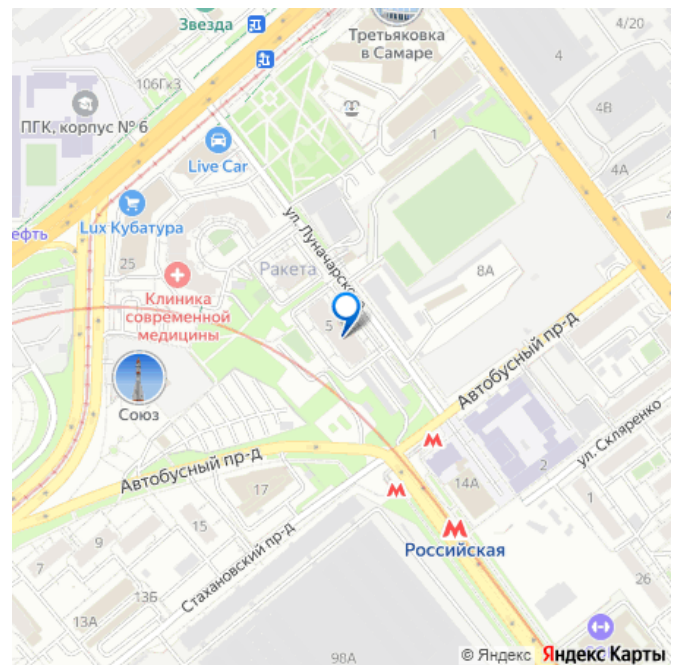 Звезда
Третьяковка
в Самаре
4/20
4
106Гк3
4В
ПГК, корпус № 6
1
Live Car
4А
Lux Кубатура
ул. Луначарского
ефть
25
Ракета
8А
Клиника
современной
медицины
5
Автобусный пр-д
Союз
ул. Скляренко
Автобусный пр-д
2
14А
17
1
15
Российская
9
Стахановский пр-д
7
26
13Б
13А
98А
© Яндекс Яндекс Карты